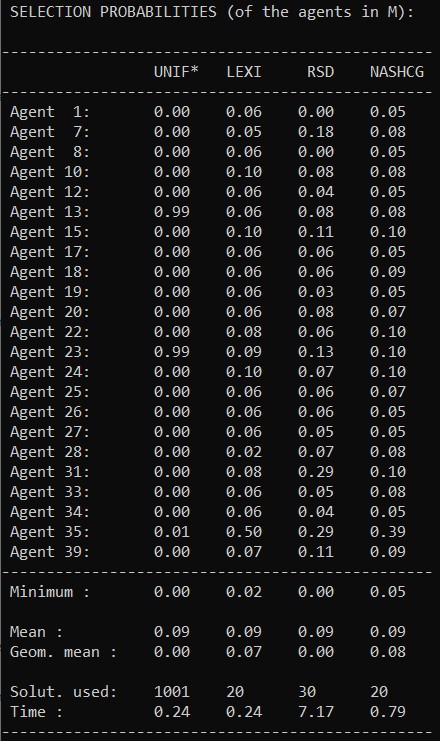 SELECTION PROBABILITIES (of the agents in M):
------------------------------------------------
UNIF* LEXI RSD NASHCG
------------------------------------------------
Agent 1: 0.00 0.06 0.00 0.05
Agent 7: 0.00 0.05 0.18 0.08
Agent 8: 0.00 0.06 0.00 0.05
Agent 10: 0.00 0.10 0.08 0.08
Agent 12: 0.00 0.06 0.04 0.05
Agent 13: 0.99 0.06 0.08 0.08
Agent 15: 0.00 0.10 0.11 0.10
Agent 17: 0.00 0.06 0.06 0.05
Agent 18: 0.00 0.06 0.06 0.09
Agent 19: 0.00 0.06 0.03 0.05
Agent 20: 0.00 0.06 0.08 0.07
Agent 22: 0.00 0.08 0.06 0.10
Agent 23: 0.99 0.09 0.13 0.10
Agent 24: 0.00 0.10 0.07 0.10
Agent 25: 0.00 0.06 0.06 0.07
Agent 26: 0.00 0.06 0.06 0.05
Agent 27: 0.00 0.06 0.05 0.05
Agent 28: 0.00 0.02 0.07 0.08
Agent 31: 0.00 0.08 0.29 0.10
Agent 33: 0.00 0.06 0.05 0.08
Agent 34: 0.00 0.06 0.04 0.05
Agent 35: 0.01 0.50 0.29 0.39
Agent 39: 0.00 0.07 0.11 0.09
------------------------------------------------
Minimum : 0.00 0.02 0.00 0.05
Mean : 0.09 0.09 0.09 0.09
Geom. mean : 0.00 0.07 0.00 0.08
Solut. used: 1001 20 30 20
Time : 0.24 0.24 7.17 0.79
------------------------------------------------